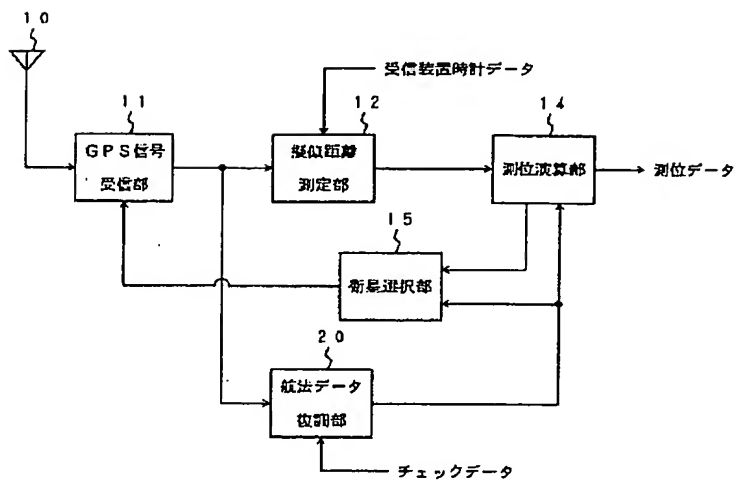 10
受信装置時計データ
11
12
14
GPS信号
受信部
擬似距離
測定部
測位演算部
測位データ
15
衛星選択部
20
航法データ
復調部
チェックデータ